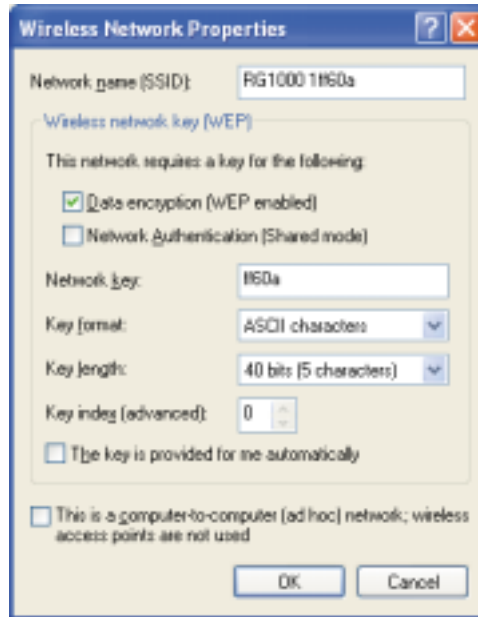 Wireless Network Properties
Network name (SSID): RG1000 1ff60a
Wireless network key (WEP)
This network requires a key for the following:
Data encryption (WEP enabled)
Network Authentication (Shared mode)
Network key: ff60a
Key format: ASCII characters
Key length: 40 bits (5 characters)
Key index (advanced): 0
The key is provided for me automatically
This is a computer-to-computer (ad hoc) network; wireless
access points are not used
OK Cancel